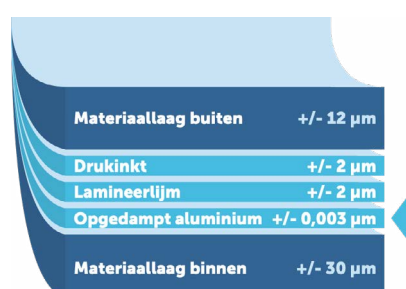 Materiaallaag buiten +/- 12 µm
Drukinkt +/- 2 µm
Lamineerlijm +/- 2 µm
Opgedampt aluminium +/- 0,003 µm
Materiaallaag binnen +/- 30 µm